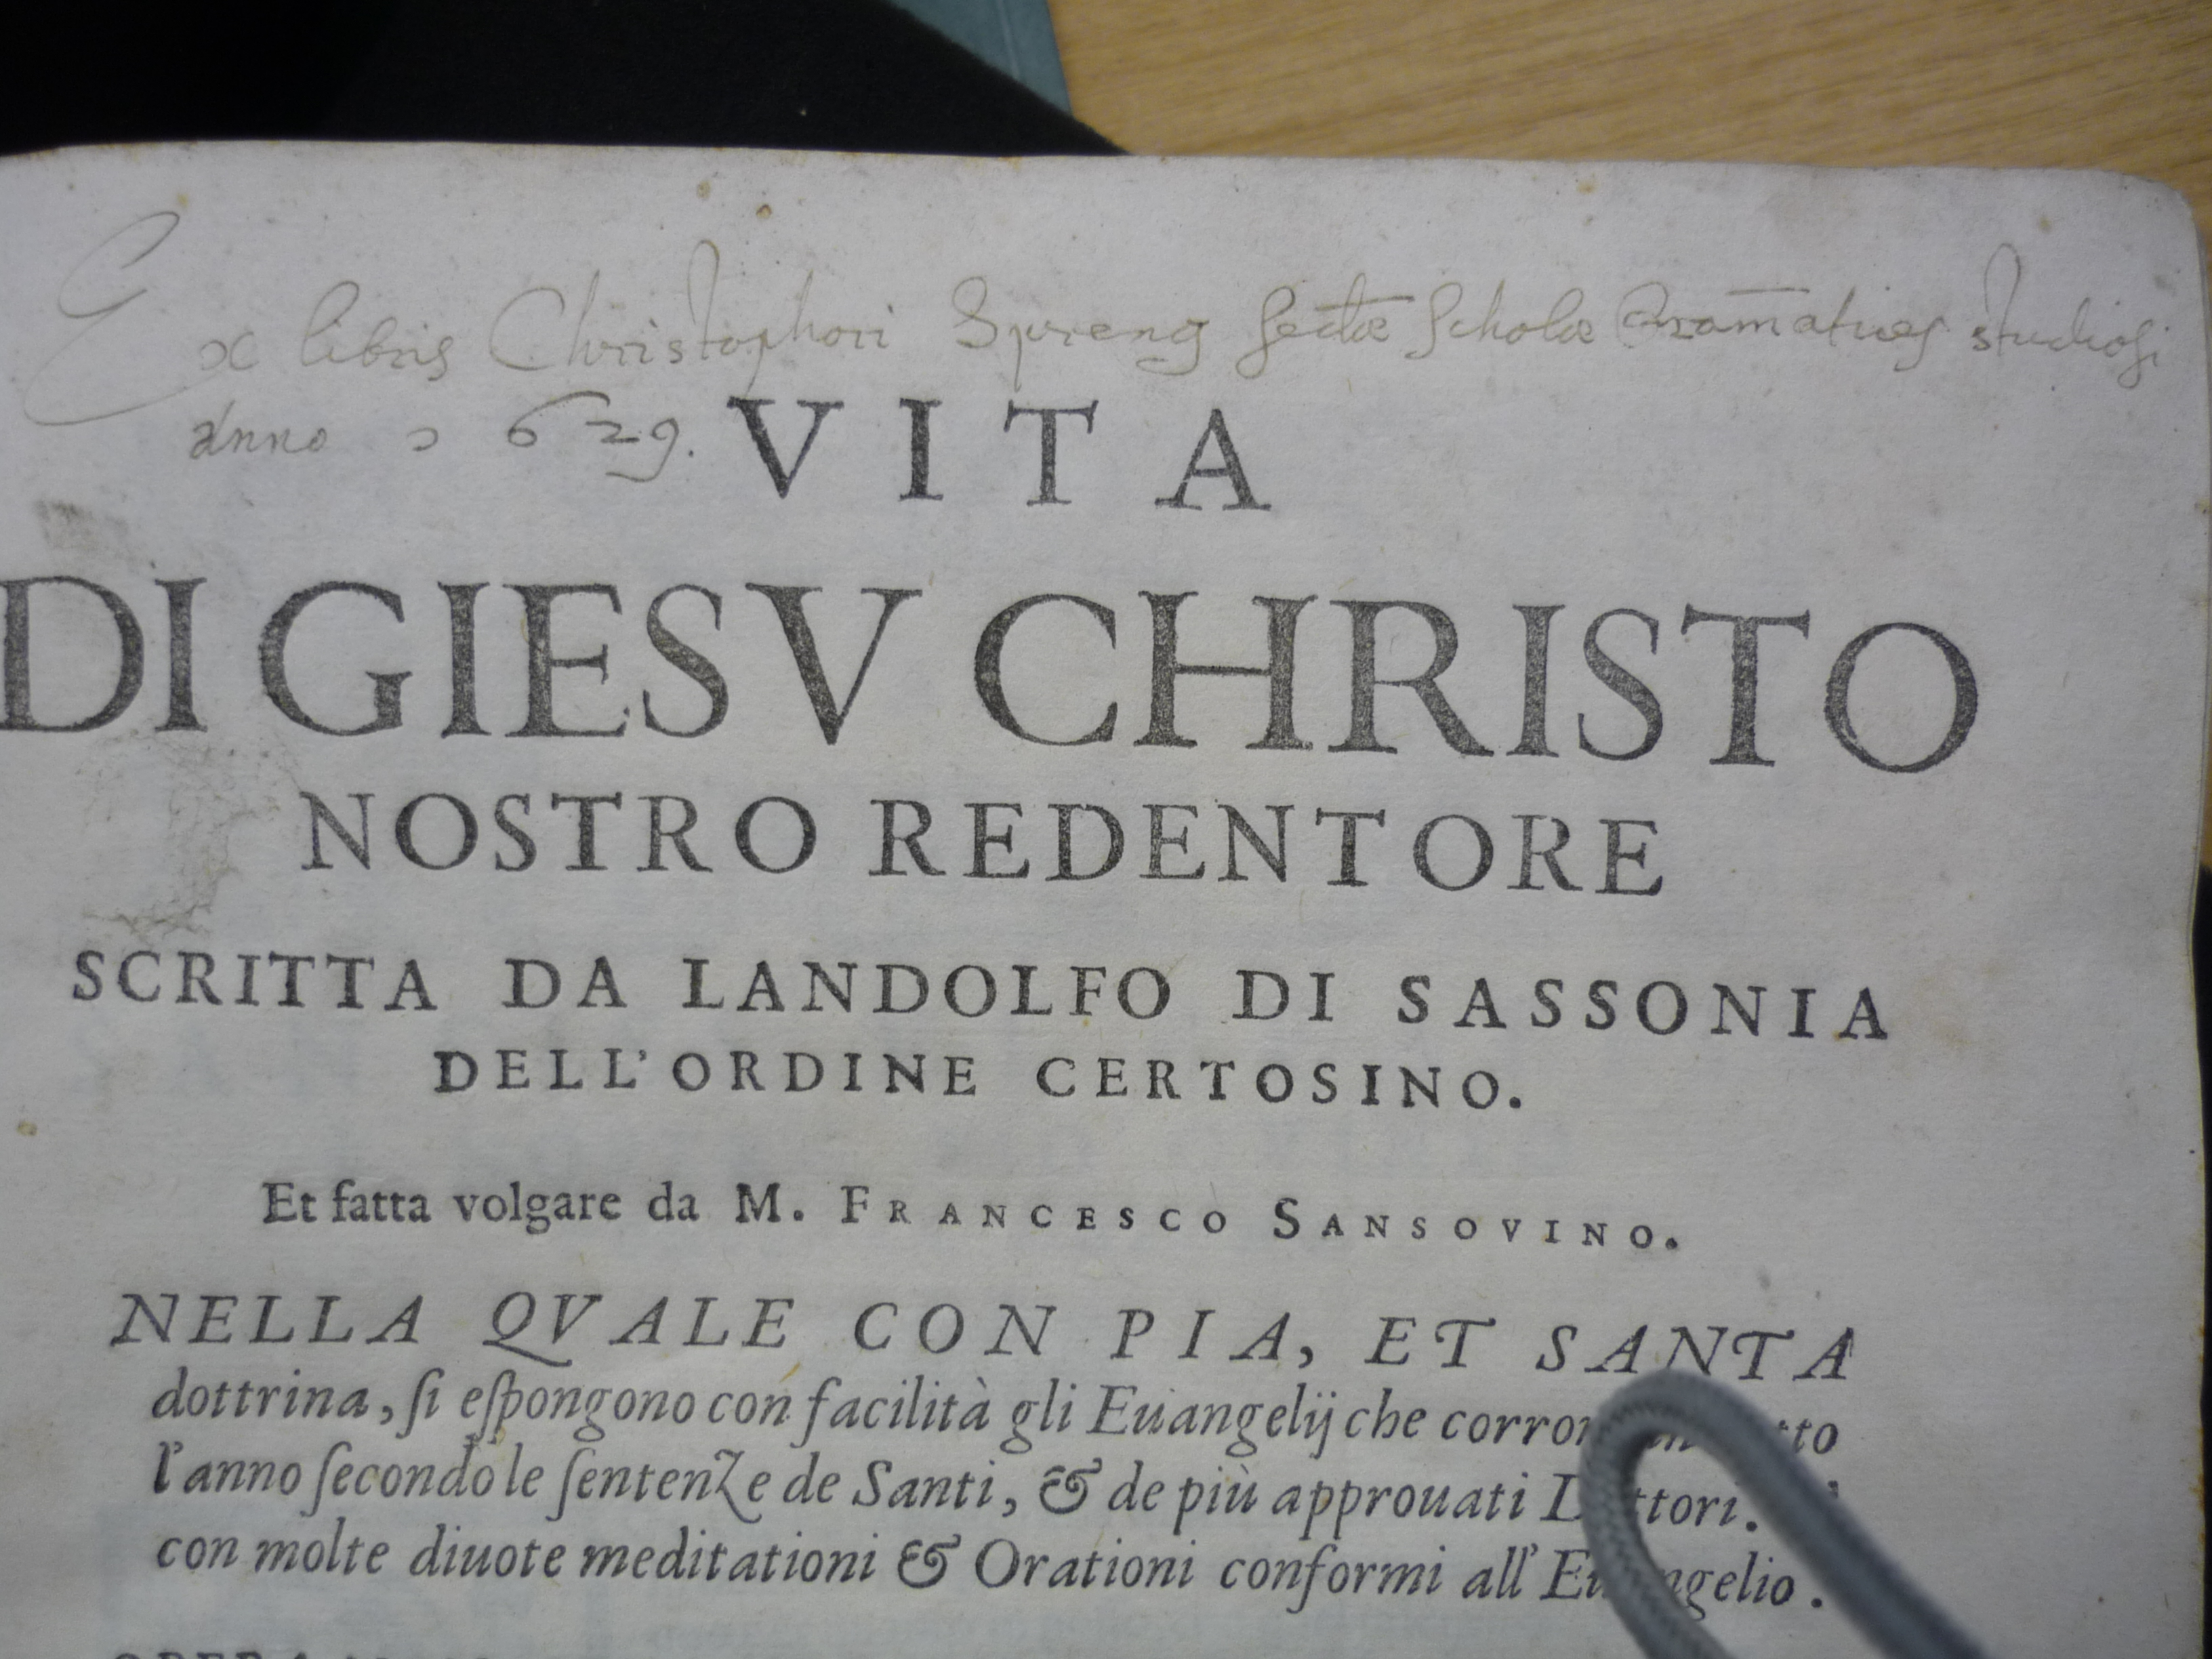 Ex libris Christophori Spreng Sectæ Scholæ Gram̄atices studiosi
Anno 1629.
VITA
DI GIESV CHRISTO
NOSTRO REDENTORE
SCRITTA DA LANDOLFO DI SASSONIA
DELL'ORDINE CERTOSINO.
Et fatta volgare da M. FRANCESCO SANSOVINO.
NELLA QVALE CON PIA, ET SANTA
dottrina, ſi eſpongono con facilità gli Euangelij che
l'anno ſecondo le ſentenze de Santi, & de più approuati
con molte diuote meditationi & Orationi conformi all'